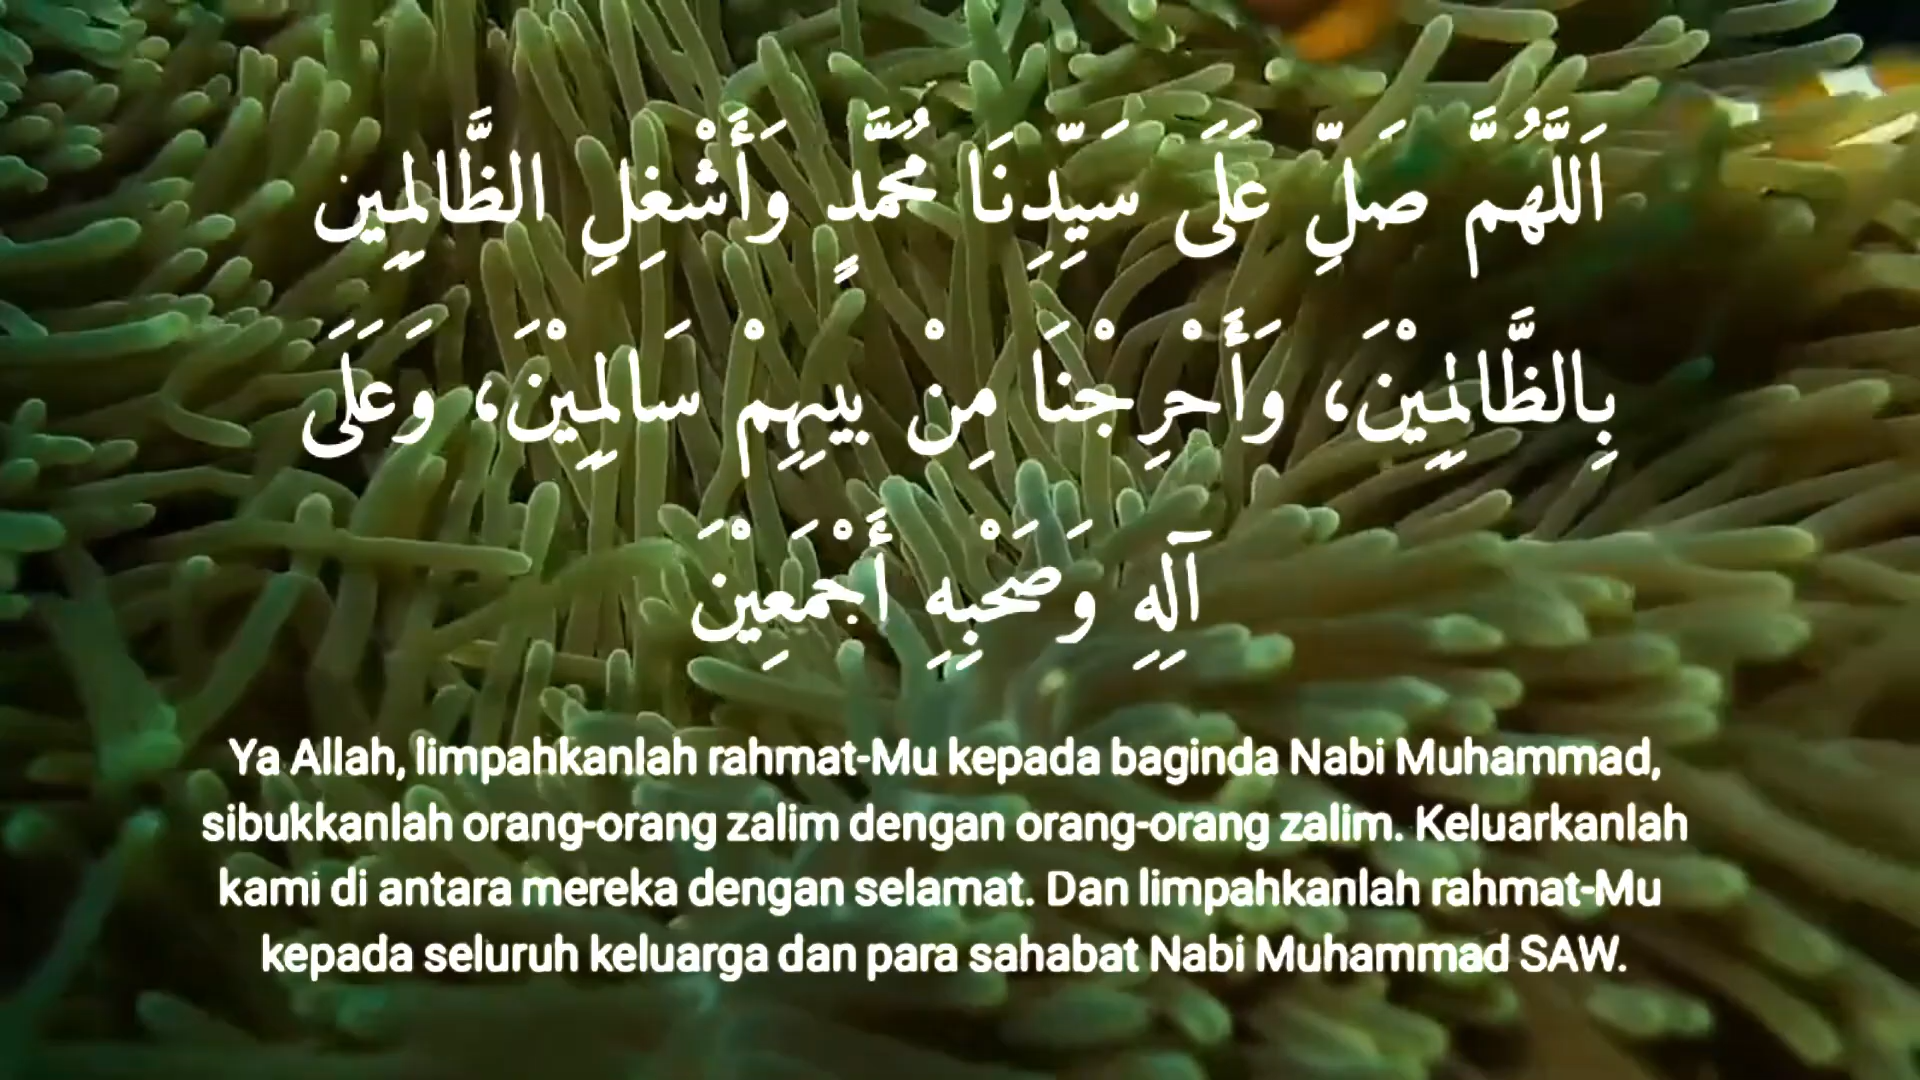 اَللَّهُمَّ صَلِّ عَلَى سَيِّدِنَا مُحَمَّدٍ وَأَشْغِلِ الظَّالِمِين
بِالظَّالِمِيْنَ، وَأَحْرِجْنَا مِنْ بَيِهِمْ سَالِمِيْنَ، وَعَلَى
آلِهِ وَصَحْبِهِ أَجْمَعِيْنَ
Ya Allah, limpahkanlah rahmat-Mu kepada baginda Nabi Muhammad,
sibukkanlah orang-orang zalim dengan orang-orang zalim. Keluarkanlah
kami di antara mereka dengan selamat. Dan limpahkanlah rahmat-Mu
kepada seluruh keluarga dan para sahabat Nabi Muhammad SAW.